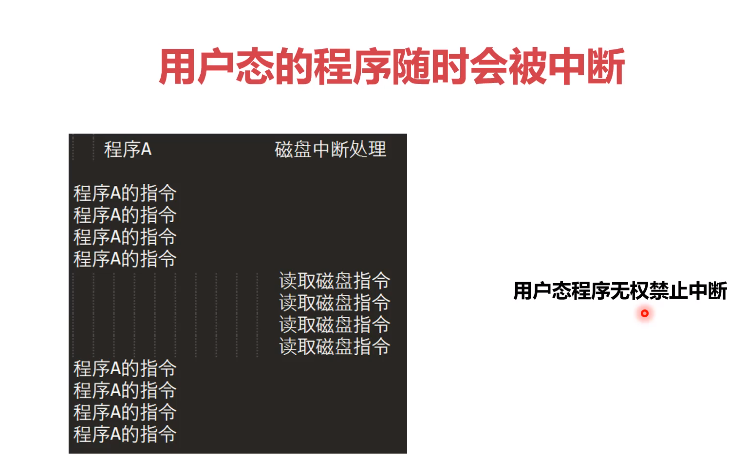 用户态的程序随时会被中断
程序A 磁盘中断处理
程序A的指令
程序A的指令
程序A的指令
程序A的指令
读取磁盘指令
读取磁盘指令
读取磁盘指令
读取磁盘指令
程序A的指令
程序A的指令
程序A的指令
程序A的指令
用户态程序无权禁止中断